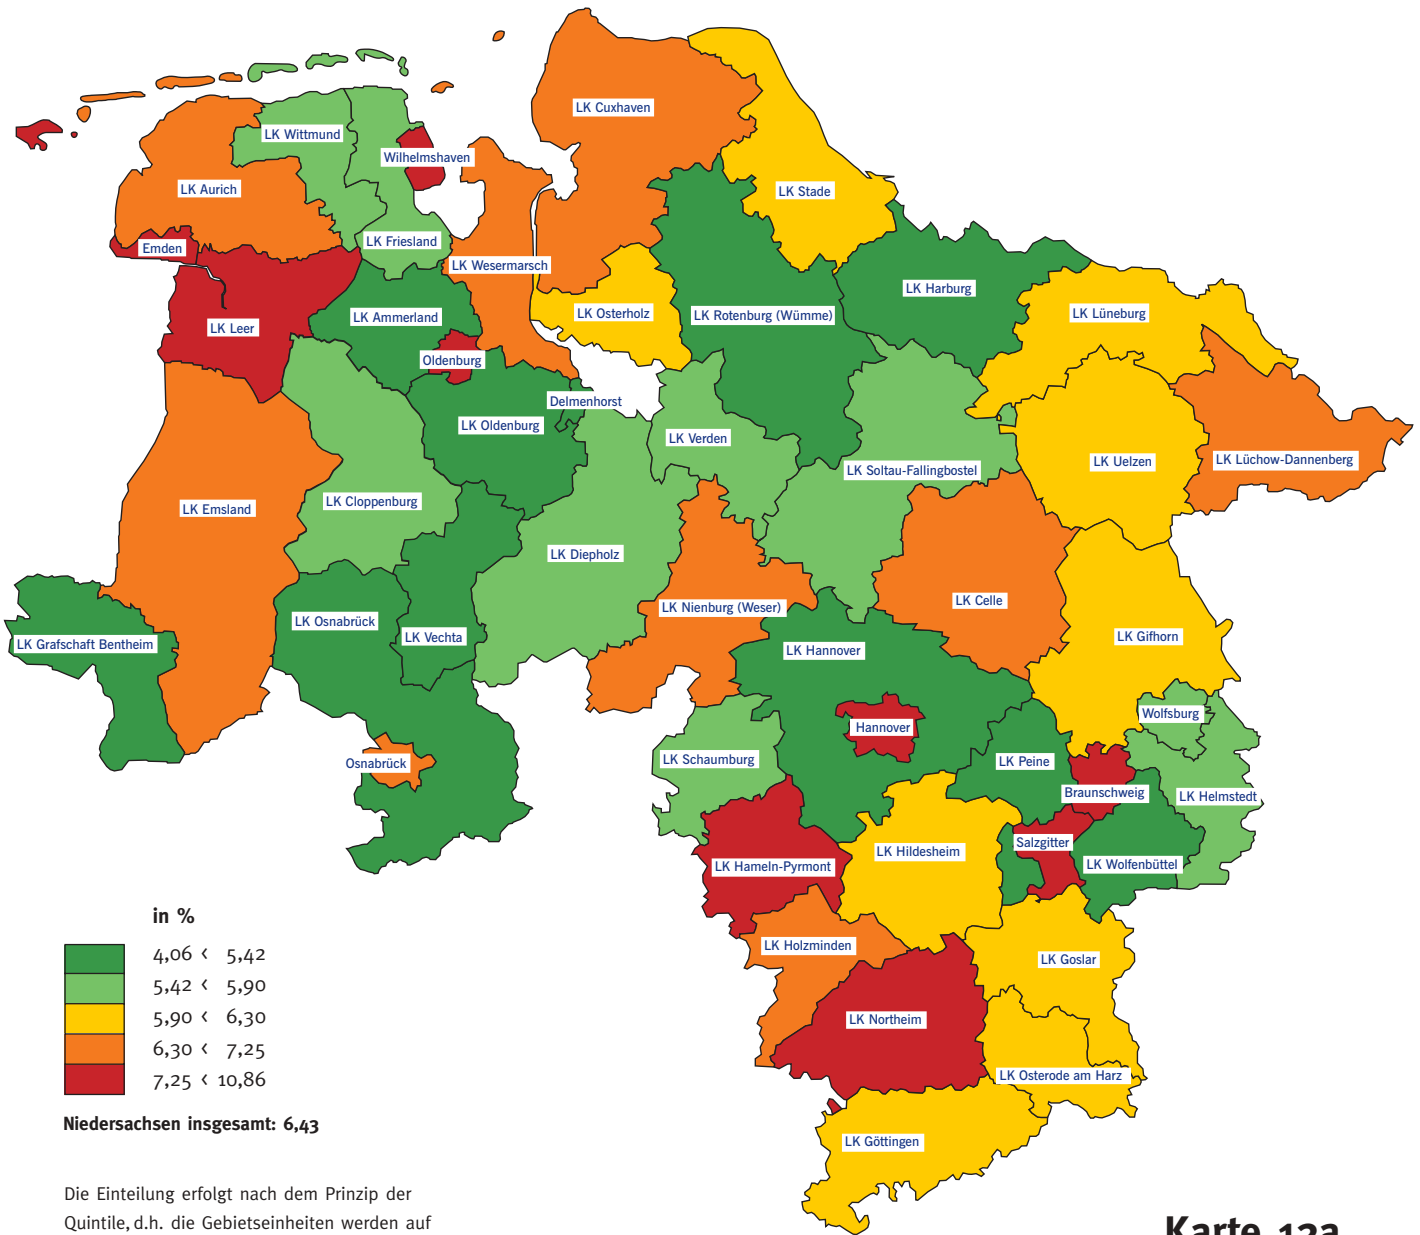 LK Cuxhaven
LK Wittmund
Wilhelmshaven
LK Aurich
LK Stade
Emden
LK Friesland
LK Wesermarsch
LK Harburg
LK Leer
LK Ammerland
LK Osterholz
LK Rotenburg (Wümme)
LK Lüneburg
Oldenburg
Delmenhorst
LK Oldenburg
LK Verden
LK Soltau-Fallingbostel
LK Uelzen
LK Lüchow-Dannenberg
LK Emsland
LK Cloppenburg
LK Diepholz
LK Nienburg (Weser)
LK Celle
LK Osnabrück
LK Vechta
LK Grafschaft Bentheim
LK Hannover
LK Gifhorn
Wolfsburg
Hannover
Osnabrück
LK Schaumburg
LK Peine
Braunschweig
LK Helmstedt
Salzgitter
LK Hildesheim
LK Hameln-Pyrmont
LK Wolfenbüttel
LK Holzminden
LK Goslar
LK Northeim
LK Osterode am Harz
LK Göttingen
in %
4,06 < 5,42
5,42 < 5,90
5,90 < 6,30
6,30 < 7,25
7,25 < 10,86
Niedersachsen insgesamt: 6,43
Die Einteilung erfolgt nach dem Prinzip der
Quintile, d.h. die Gebietseinheiten werden auf
Karte 12a